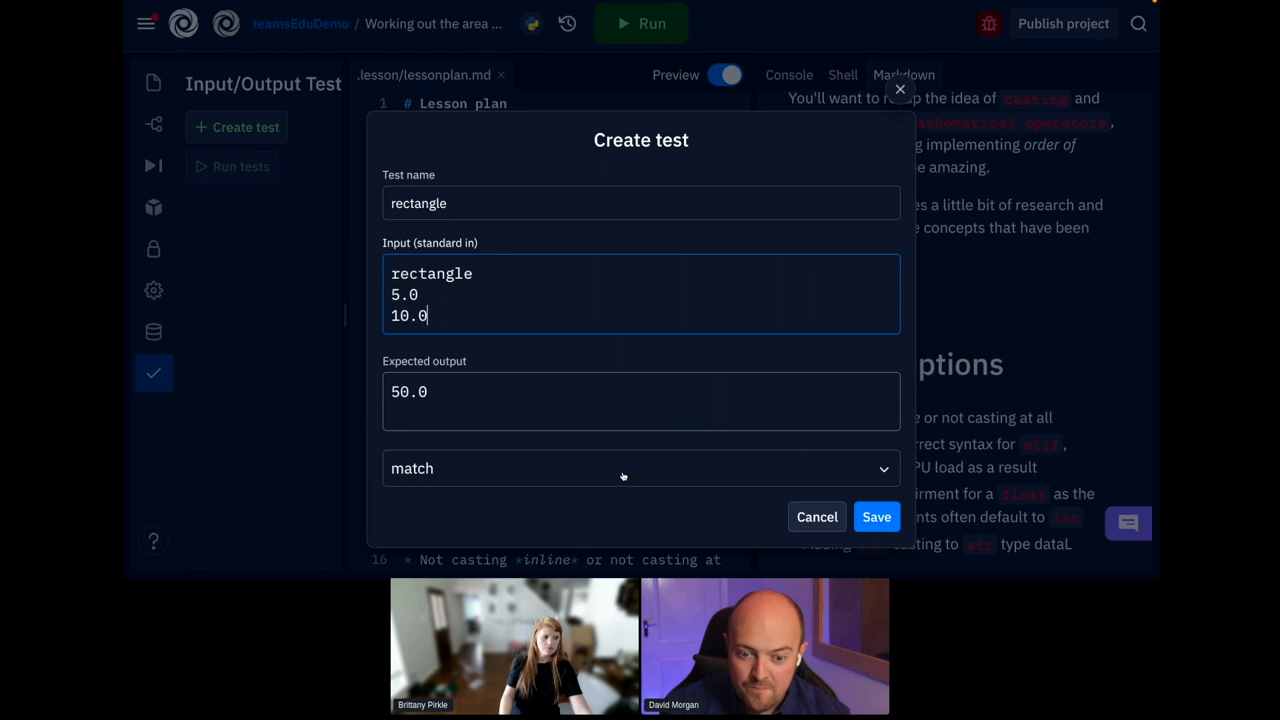 teamsEduDemo / Working out the area ...
Run
Publish project
Input/Output Test
.lesson/lessonplan.md ×
Preview
Console
Shell
Markdown
+ Create test
Run tests
1 # Lesson plan
You'll want to re p the idea of casting and
thematical operators,
g implementing order of
e amazing.
es a little bit of research and
e concepts that have been
Create test
Test name
rectangle
Input (standard in)
rectangle
5.0
10.0
Expected output
50.0
match
Cancel
Save
ptions
e or not casting at all
rrect syntax for elif,
PU load as a result
irment for a float as the
nts often default to int
casting to str type dataL
16 * Not casting *inline* or not casting at
?
Brittany Pirkle
David Morgan